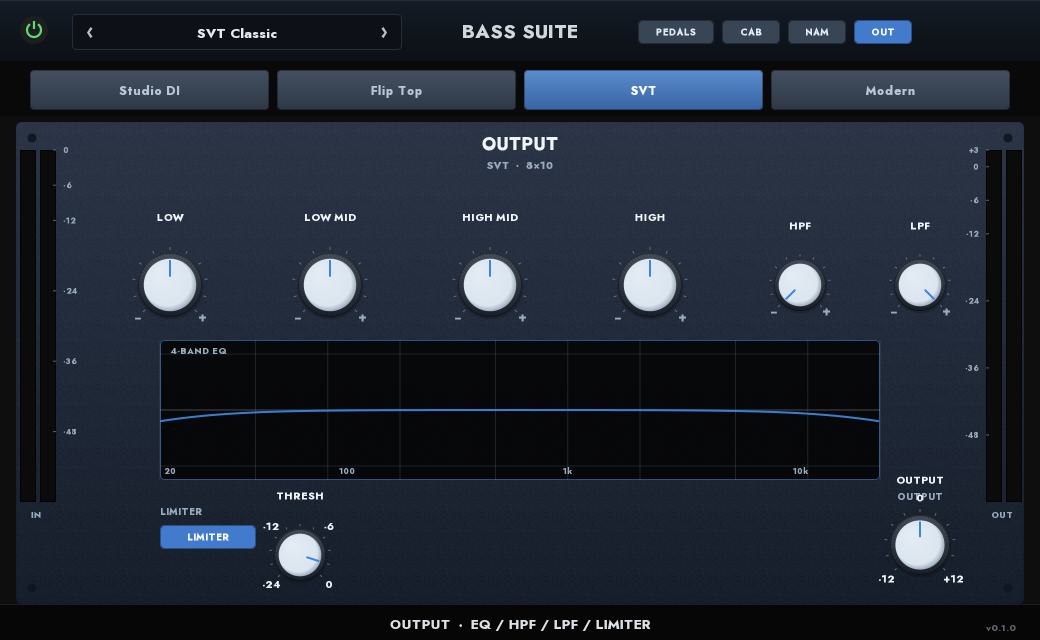 ‹ SVT Classic › BASS SUITE PEDALS CAB NAM OUT
Studio DI Flip Top SVT Modern
OUTPUT
SVT · 8x10
0 -6 -12 -24 -36 -48 IN
+3 0 -6 -12 -24 -36 -48 OUT
LOW LOW MID HIGH MID HIGH HPF LPF
- + - + - + - + - + - +
4-BAND EQ
20 100 1k 10k
LIMITER
LIMITER
THRESH
-12 -6
-24 0
OUTPUT
OUTPUT
0
-12 +12
OUTPUT · EQ / HPF / LPF / LIMITER
v0.1.0